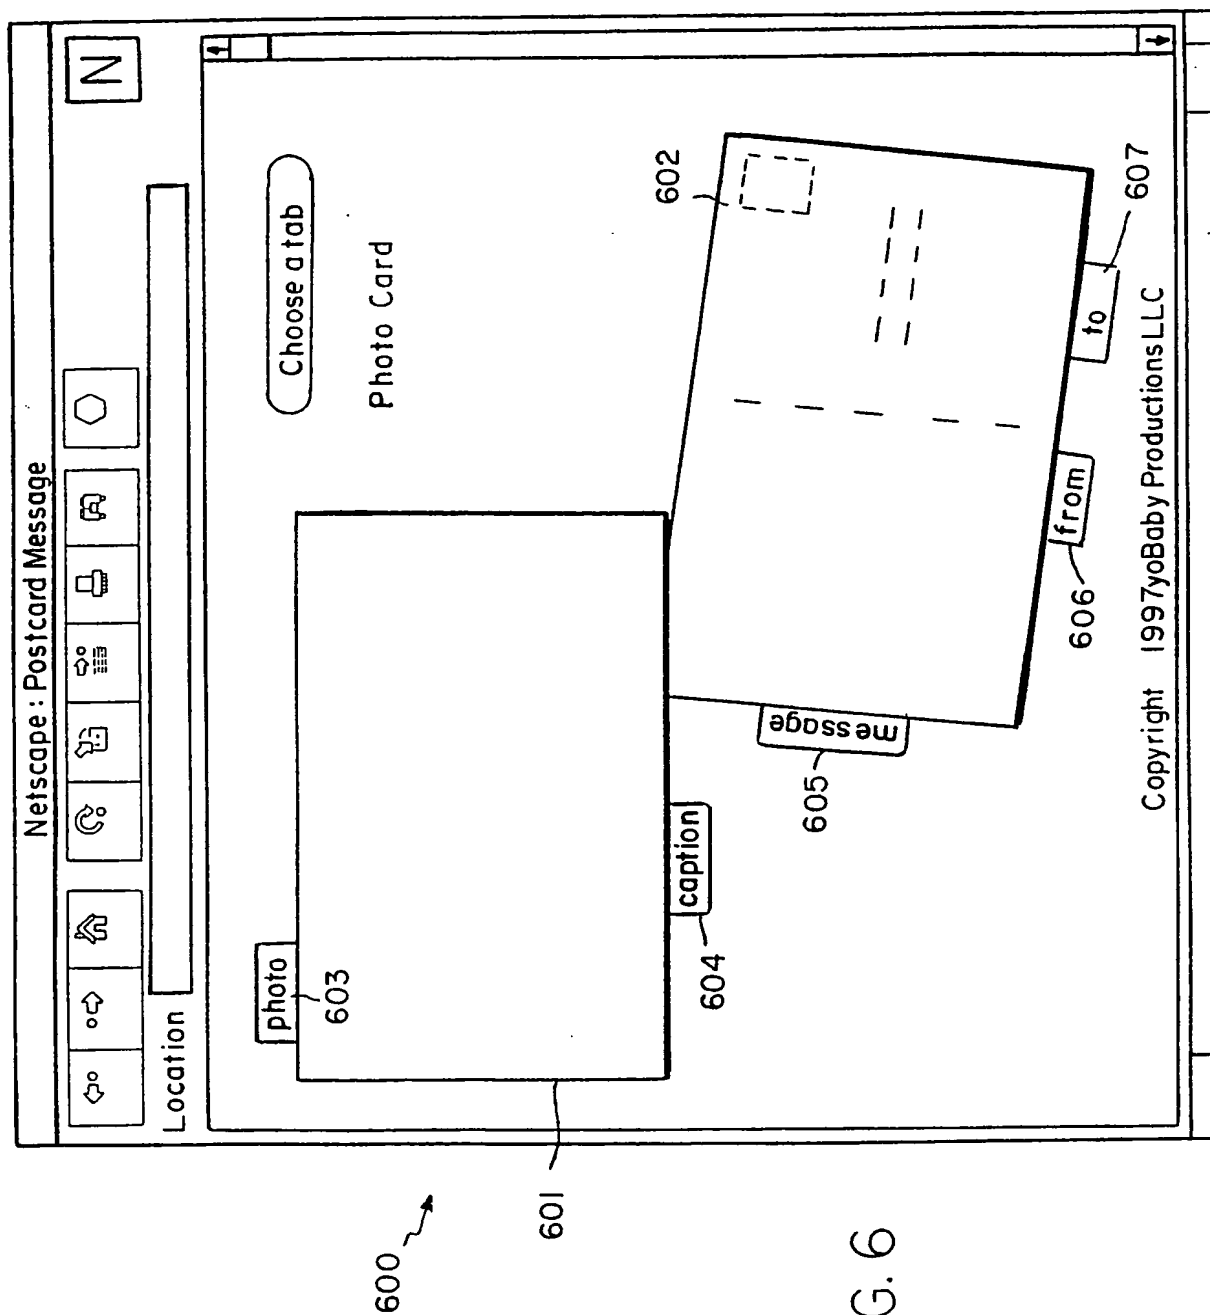 Netscape : Postcard Message
N
Location
Choose a tab
Photo Card
photo
603
602
601
caption
604
message
605
from
606
to
607
Copyright 1997yoBaby Productions LLC
600
G. 6